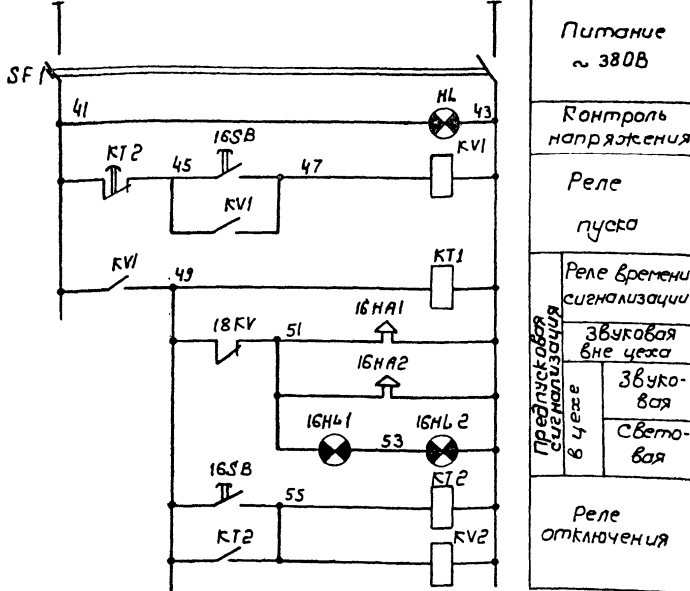 Питание
~ 380В
SF1
41
HL
43
Контроль
напряжения
KT2
45
16SB
47
KV1
KV1
Реле
пуска
KV1
49
KT1
Реле времени
сигнализации
18KV
51
16HA1
Звуковая
вне цеха
16HA2
Звуко-
вая
16HL1
53
16HL2
Свето-
вая
Предпусковая
сигнализация
в цехе
16SB
55
KT2
KT2
KV2
Реле
отключения